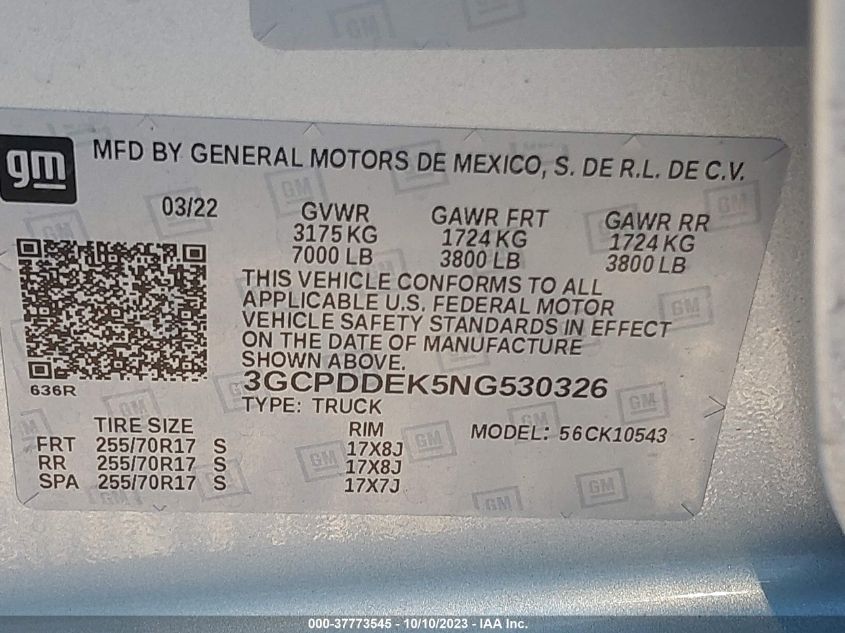 gm
MFD BY GENERAL MOTORS DE MEXICO, S. DE R.L. DE C.V.
03/22
GVWR GAWR FRT GAWR RR
3175 KG 1724 KG 1724 KG
7000 LB 3800 LB 3800 LB
THIS VEHICLE CONFORMS TO ALL
APPLICABLE U.S. FEDERAL MOTOR
VEHICLE SAFETY STANDARDS IN EFFECT
ON THE DATE OF MANUFACTURE
SHOWN ABOVE.
636R
3GCPDDEK5NG530326
TYPE: TRUCK
TIRE SIZE RIM MODEL: 56CK10543
FRT 255/70R17 S 17X8J
RR 255/70R17 S 17X8J
SPA 255/70R17 S 17X7J
000-37773545 - 10/10/2023 - IAA Inc.